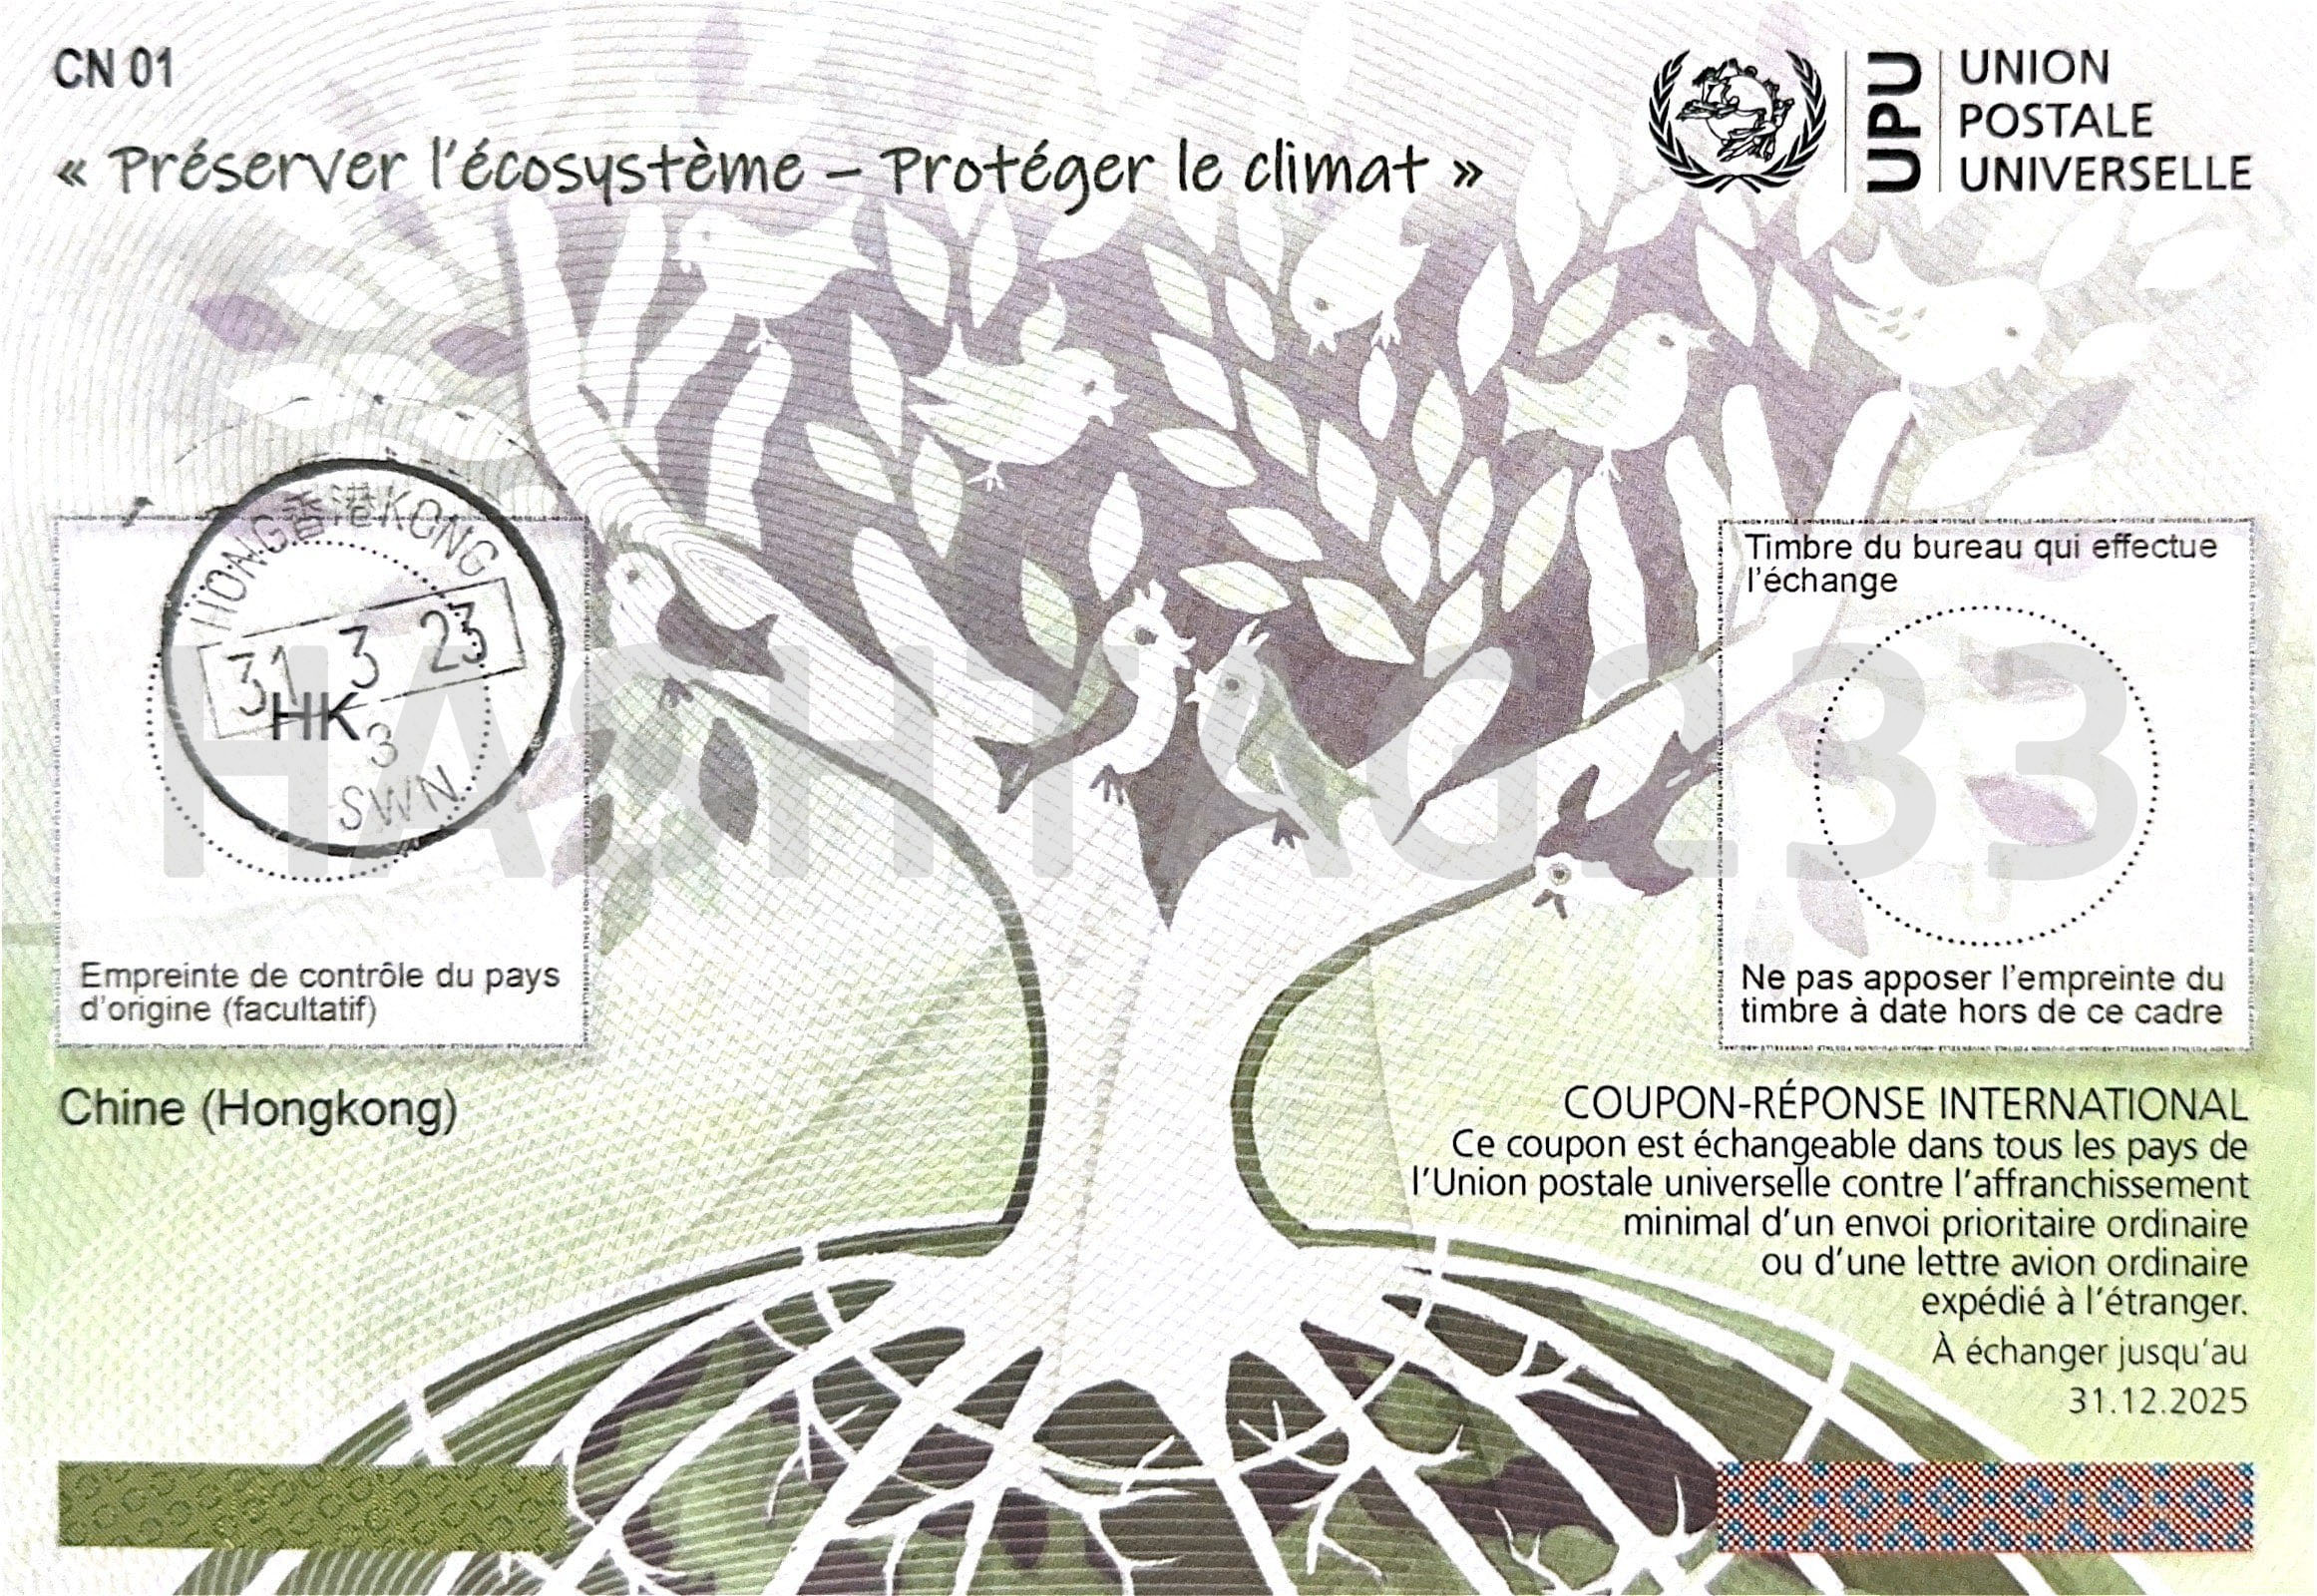 CN 01
« Préserver l'écosystème – Protéger le climat »
UPU
UNION
POSTALE
UNIVERSELLE
HONG香港KONG
31 3 23
HK
3
SWN
Empreinte de contrôle du pays
d'origine (facultatif)
Chine (Hongkong)
Timbre du bureau qui effectue
l'échange
Ne pas apposer l'empreinte du
timbre à date hors de ce cadre
HASHTAG233
COUPON-RÉPONSE INTERNATIONAL
Ce coupon est échangeable dans tous les pays de
l'Union postale universelle contre l'affranchissement
minimal d'un envoi prioritaire ordinaire
ou d'une lettre avion ordinaire
expédié à l'étranger.
À échanger jusqu'au
31.12.2025